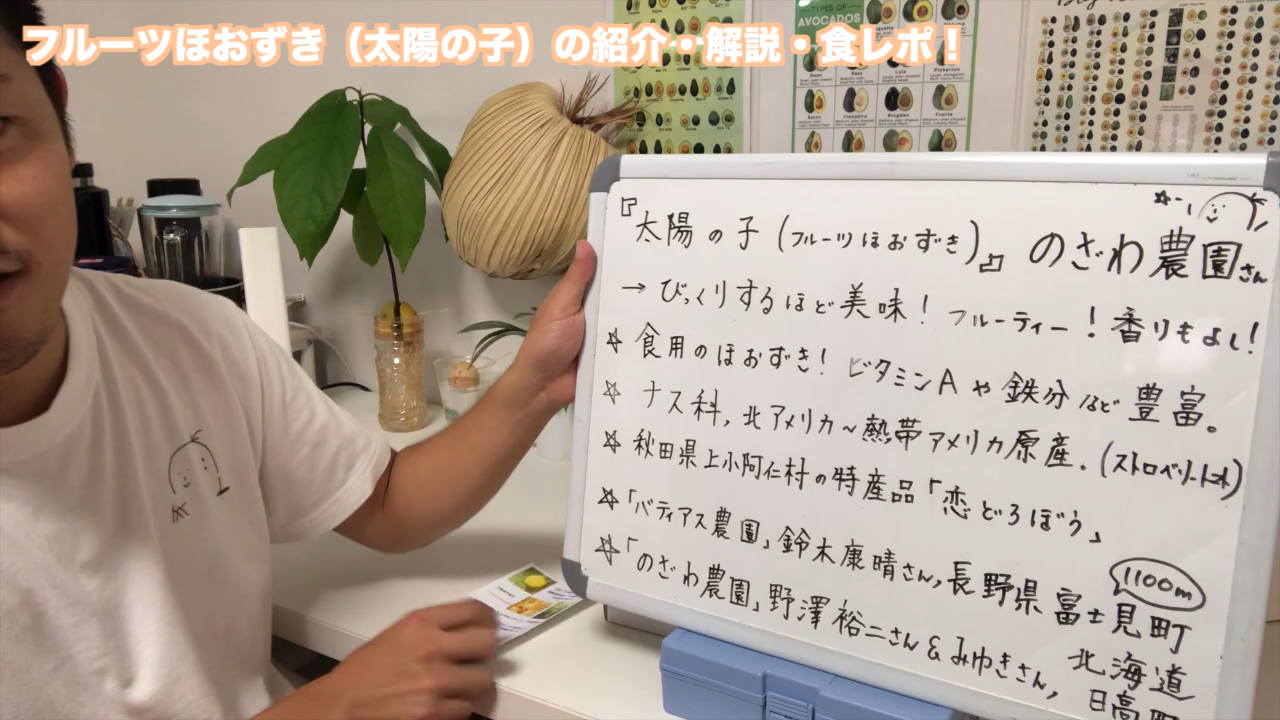 フルーツほおずき（太陽の子）の紹介・解説・食レポ！
TYPES OF
AVOCADOS
『太陽の子(フルーツほおずき)』のざわ農園さん
→びっくりするほど美味！フルーティー！香りもよし！
☆食用のほおずき！ビタミンAや鉄分など豊富。
☆ナス科，北アメリカ～熱帯アメリカ原産．(ストロベリートマト)
☆秋田県上小阿仁村の特産品「恋どろぼう」
☆「バティアス農園」鈴木康晴さん，長野県富士見町
1100m
☆「のざわ農園」野澤裕二さん＆みゆきさん，北海道
日高町